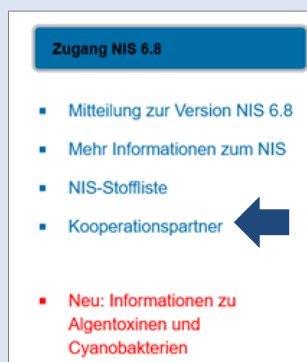 Zugang NIS 6.8
Mitteilung zur Version NIS 6.8
Mehr Informationen zum NIS
NIS-Stoffliste
Kooperationspartner
Neu: Informationen zu
Algentoxinen und
Cyanobakterien